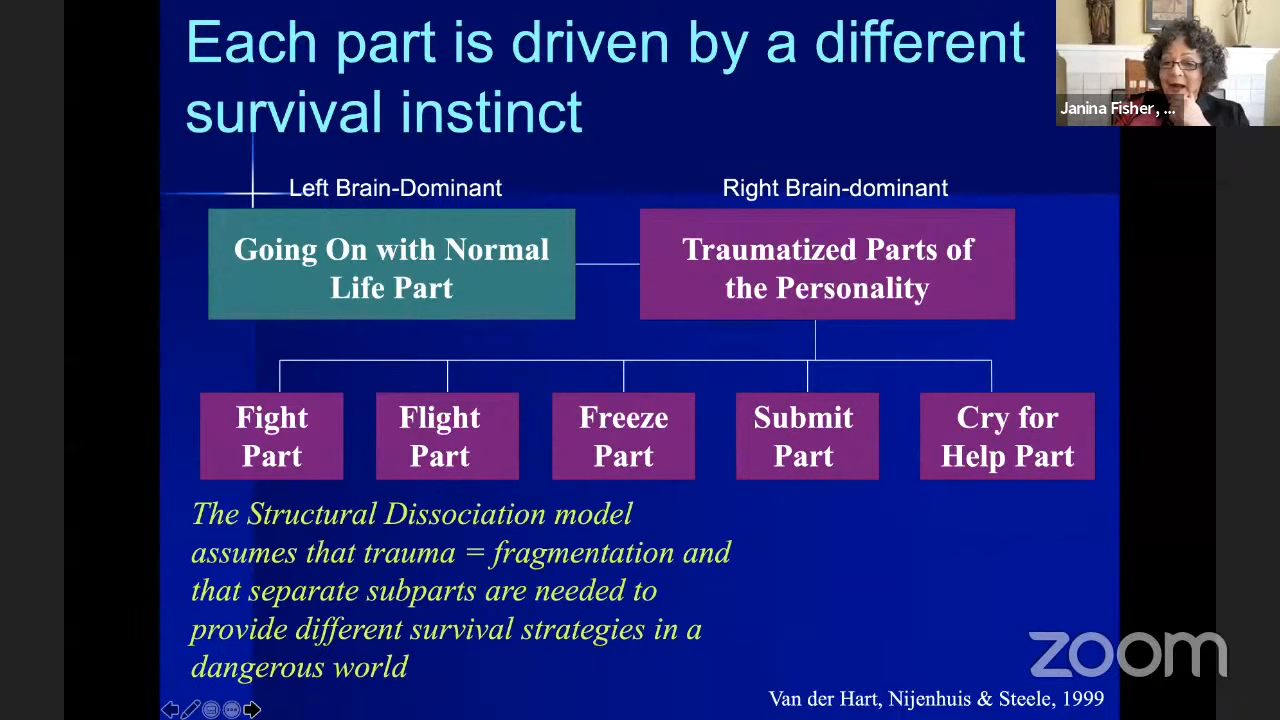 Each part is driven by a different
survival instinct
Janina Fisher, ...
Left Brain-Dominant
Right Brain-dominant
Going On with Normal
Life Part
Traumatized Parts of
the Personality
Fight
Part
Flight
Part
Freeze
Part
Submit
Part
Cry for
Help Part
The Structural Dissociation model
assumes that trauma = fragmentation and
that separate subparts are needed to
provide different survival strategies in a
dangerous world
zoom
Van der Hart, Nijenhuis & Steele, 1999